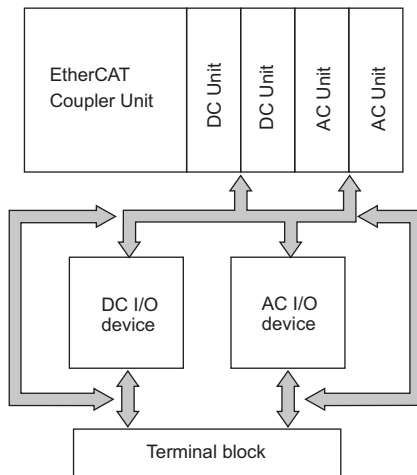 EtherCAT
Coupler Unit
DC Unit
DC Unit
AC Unit
AC Unit
DC I/O
device
AC I/O
device
Terminal block